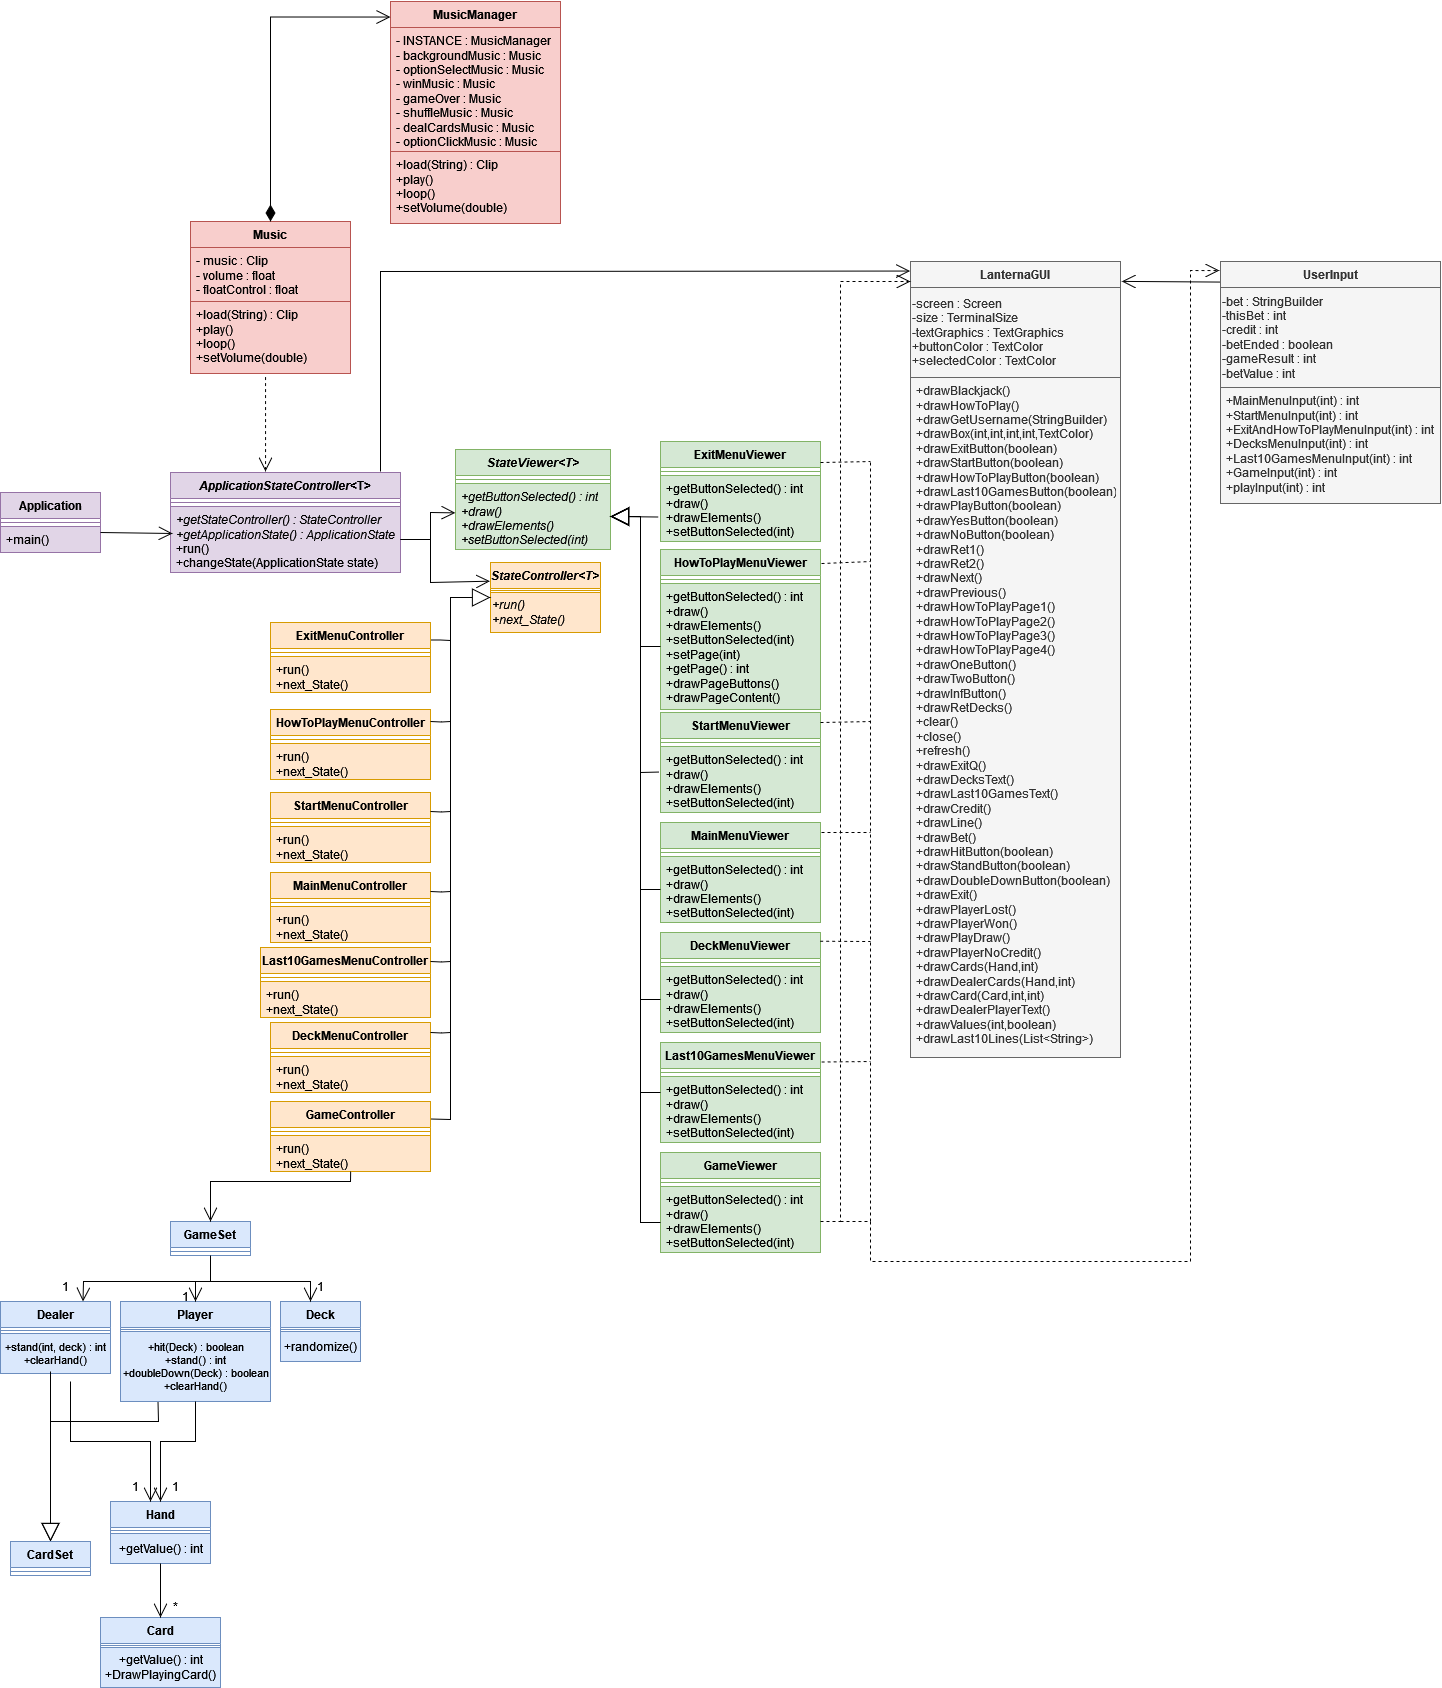 MusicManager
- INSTANCE : MusicManager
- backgroundMusic : Music
- optionSelectMusic : Music
- winMusic : Music
- gameOver : Music
- shuffleMusic : Music
- dealCardsMusic : Music
- optionClickMusic : Music
+load(String) : Clip
+play()
+loop()
+setVolume(double)
Music
- music : Clip
- volume : float
- floatControl : float
+load(String) : Clip
+play()
+loop()
+setVolume(double)
Application
+main()
ApplicationStateController<T>
+getStateController() : StateController
+getApplicationState() : ApplicationState
+run()
+changeState(ApplicationState state)
StateViewer<T>
+getButtonSelected() : int
+draw()
+drawElements()
+setButtonSelected(int)
StateController<T>
+run()
+next_State()
ExitMenuController
+run()
+next_State()
HowToPlayMenuController
+run()
+next_State()
StartMenuController
+run()
+next_State()
MainMenuController
+run()
+next_State()
Last10GamesMenuController
+run()
+next_State()
DeckMenuController
+run()
+next_State()
GameController
+run()
+next_State()
ExitMenuViewer
+getButtonSelected() : int
+draw()
+drawElements()
+setButtonSelected(int)
HowToPlayMenuViewer
+getButtonSelected() : int
+draw()
+drawElements()
+setButtonSelected(int)
+setPage(int)
+getPage() : int
+drawPageButtons()
+drawPageContent()
StartMenuViewer
+getButtonSelected() : int
+draw()
+drawElements()
+setButtonSelected(int)
MainMenuViewer
+getButtonSelected() : int
+draw()
+drawElements()
+setButtonSelected(int)
DeckMenuViewer
+getButtonSelected() : int
+draw()
+drawElements()
+setButtonSelected(int)
Last10GamesMenuViewer
+getButtonSelected() : int
+draw()
+drawElements()
+setButtonSelected(int)
GameViewer
+getButtonSelected() : int
+draw()
+drawElements()
+setButtonSelected(int)
LanternaGUI
-screen : Screen
-size : TerminalSize
-textGraphics : TextGraphics
+buttonColor : TextColor
+selectedColor : TextColor
+drawBlackjack()
+drawHowToPlay()
+drawGetUsername(StringBuilder)
+drawBox(int,int,int,int,TextColor)
+drawExitButton(boolean)
+drawStartButton(boolean)
+drawHowToPlayButton(boolean)
+drawLast10GamesButton(boolean)
+drawPlayButton(boolean)
+drawYesButton(boolean)
+drawNoButton(boolean)
+drawRet1()
+drawRet2()
+drawNext()
+drawPrevious()
+drawHowToPlayPage1()
+drawHowToPlayPage2()
+drawHowToPlayPage3()
+drawHowToPlayPage4()
+drawOneButton()
+drawTwoButton()
+drawInfButton()
+drawRetDecks()
+clear()
+close()
+refresh()
+drawExitQ()
+drawDecksText()
+drawLast10GamesText()
+drawCredit()
+drawLine()
+drawBet()
+drawHitButton(boolean)
+drawStandButton(boolean)
+drawDoubleDownButton(boolean)
+drawExit()
+drawPlayerLost()
+drawPlayerWon()
+drawPlayDraw()
+drawPlayerNoCredit()
+drawCards(Hand,int)
+drawDealerCards(Hand,int)
+drawCard(Card,int,int)
+drawDealerPlayerText()
+drawValues(int,boolean)
+drawLast10Lines(List<String>)
UserInput
-bet : StringBuilder
-thisBet : int
-credit : int
-betEnded : boolean
-gameResult : int
-betValue : int
+MainMenuInput(int) : int
+StartMenuInput(int) : int
+ExitAndHowToPlayMenuInput(int) : int
+DecksMenuInput(int) : int
+Last10GamesMenuInput(int) : int
+GameInput(int) : int
+playInput(int) : int
GameSet
1
1
1
Dealer
+stand(int, deck) : int
+clearHand()
Player
+hit(Deck) : boolean
+stand() : int
+doubleDown(Deck) : boolean
+clearHand()
Deck
+randomize()
1
1
Hand
+getValue() : int
CardSet
*
Card
+getValue() : int
+DrawPlayingCard()